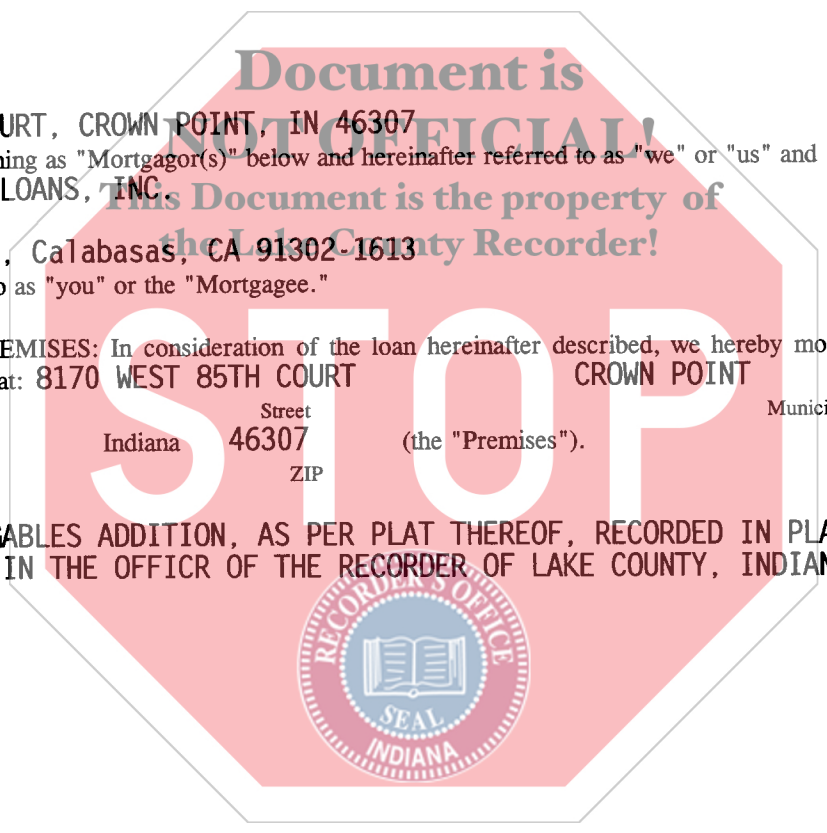 Document is
URT, CROWN POINT, IN 46307
NOT OFFICIAL!
ning as "Mortgagor(s)" below and hereinafter referred to as "we" or "us" and
LOANS, INC.
This Document is the property of
the Lake County Recorder!
, Calabasas, CA 91302-1613
o as "you" or the "Mortgagee."
STOP
EMISES: In consideration of the loan hereinafter described, we hereby mo
at: 8170 WEST 85TH COURT CROWN POINT
Street Munici
Indiana 46307 (the "Premises").
ZIP
GABLES ADDITION, AS PER PLAT THEREOF, RECORDED IN PLA
IN THE OFFICR OF THE RECORDER OF LAKE COUNTY, INDIAN
RECORDER'S OFFICE
SEAL
INDIANA